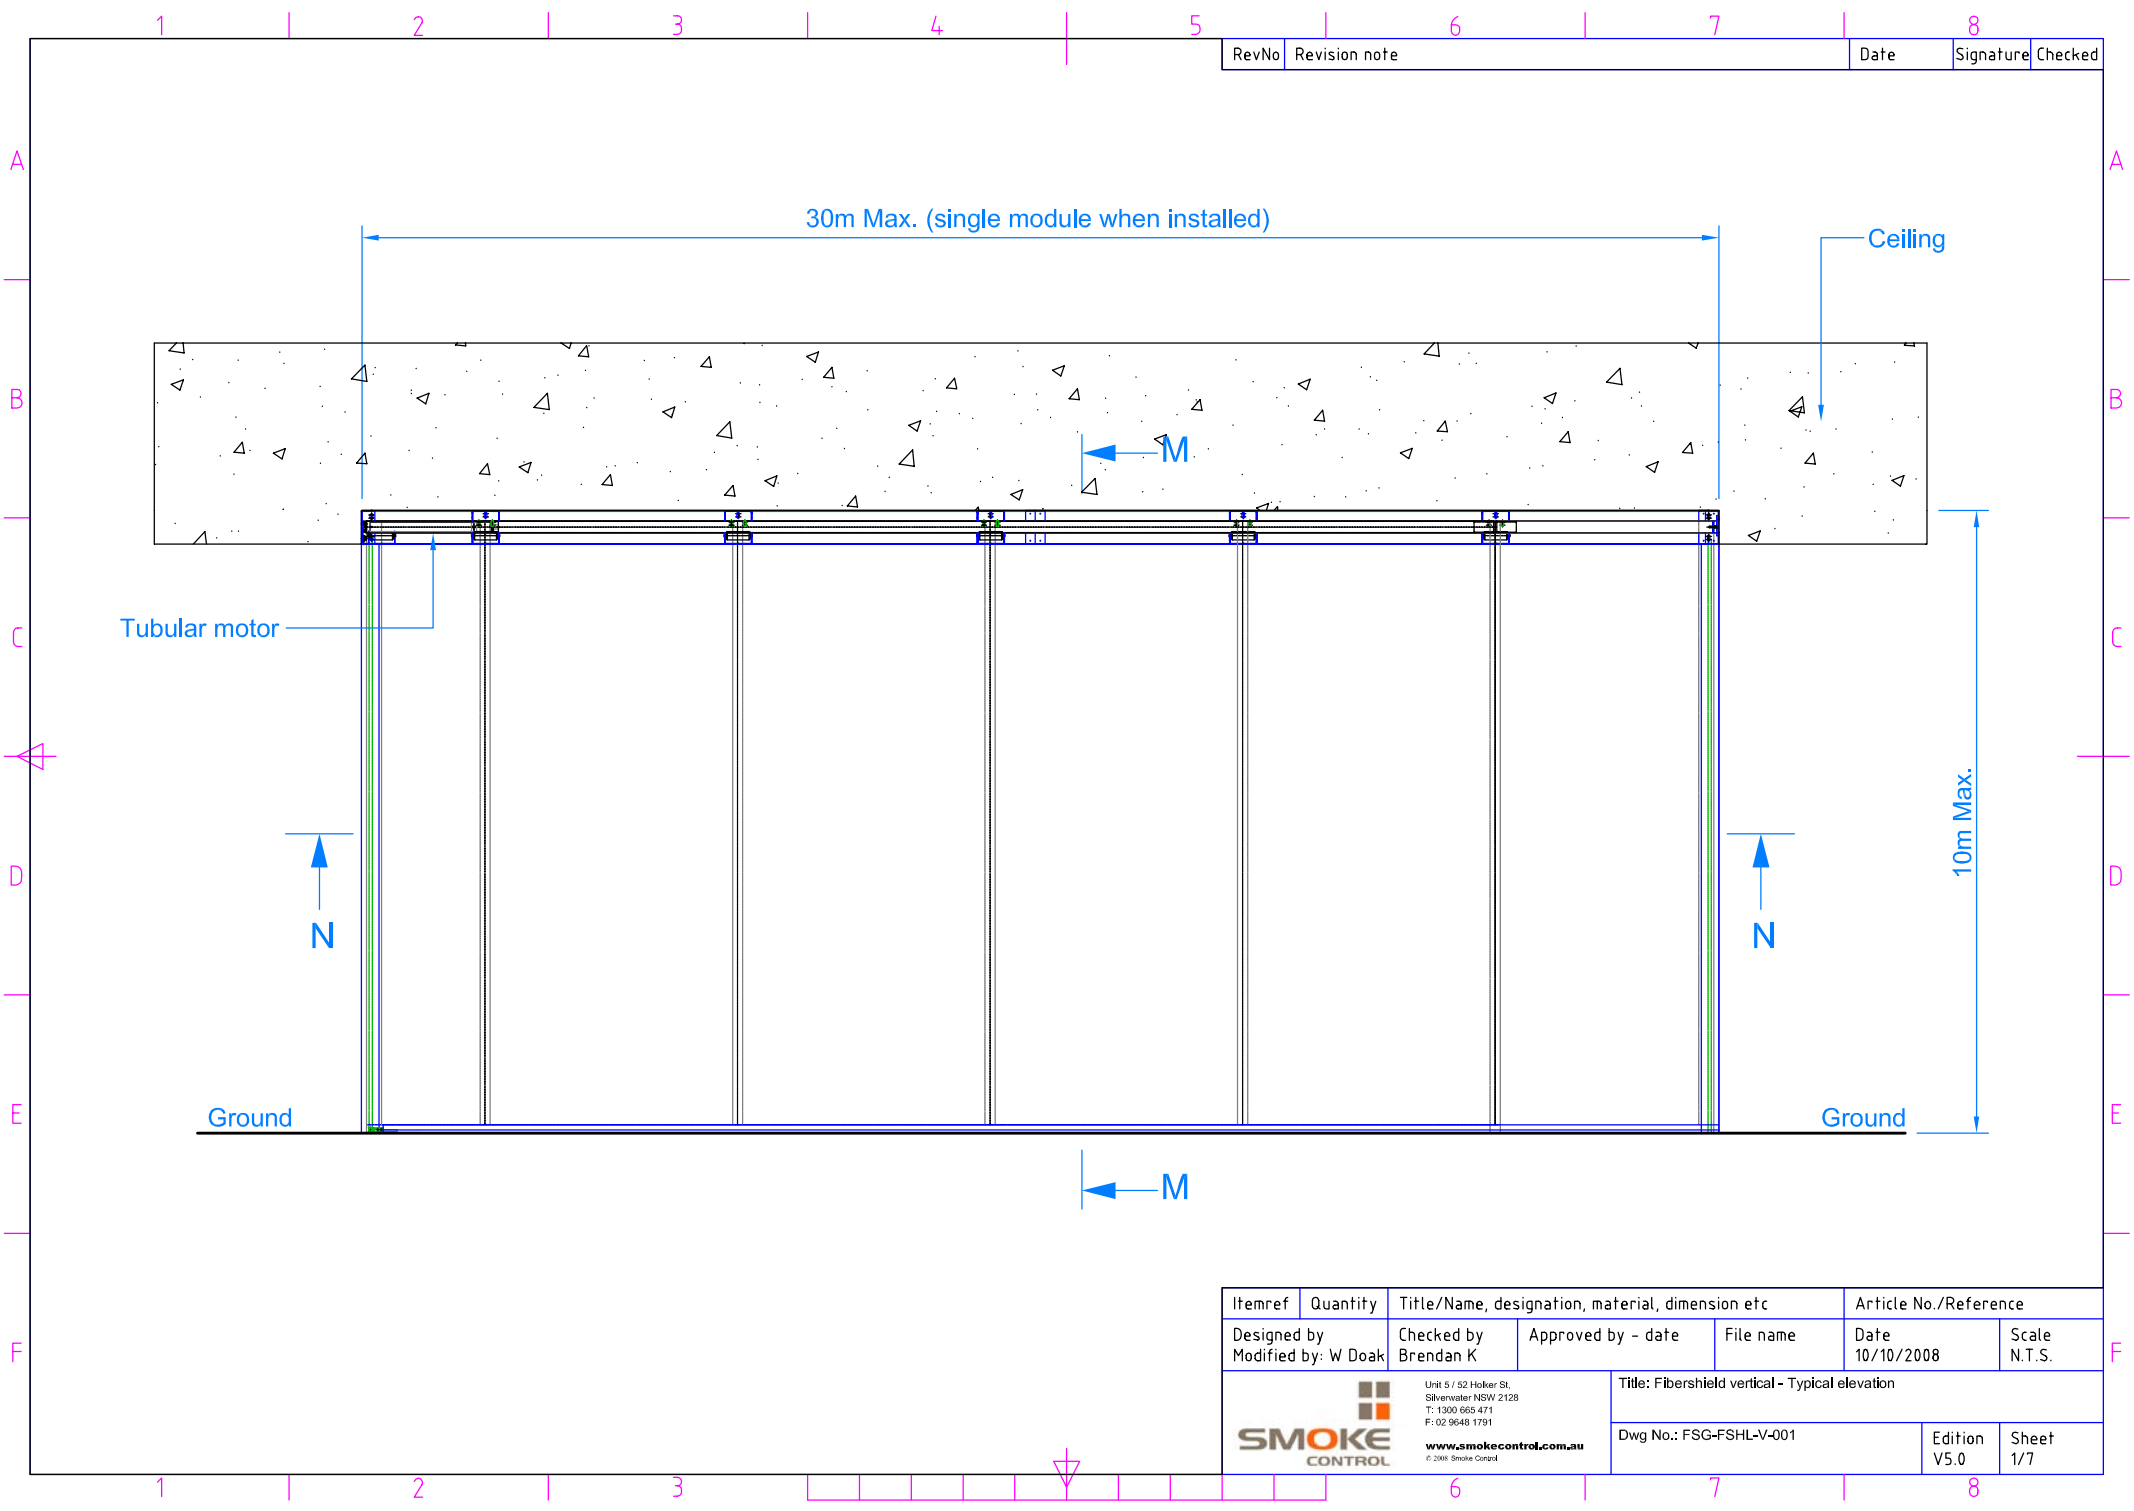 1 2 3 4 5 6 7 8
RevNo Revision note Date Signature Checked
A A
30m Max. (single module when installed)
Ceiling
B B
M
Tubular motor
C C
10m Max.
D D
N N
Ground Ground
E E
M
Itemref Quantity Title/Name, designation, material, dimension etc Article No./Reference
Designed by Checked by Approved by - date File name Date Scale
Modified by: W Doak Brendan K 10/10/2008 N.T.S.
F F
Unit 5 / 52 Holker St,
Silverwater NSW 2128
T: 1300 665 471
F: 02 9648 1791
www.smokecontrol.com.au
© 2008 Smoke Control
SMOKE
CONTROL
Title: Fibershield vertical - Typical elevation
Dwg No.: FSG-FSHL-V-001
Edition Sheet
V5.0 1/7
1 2 3 6 7 8